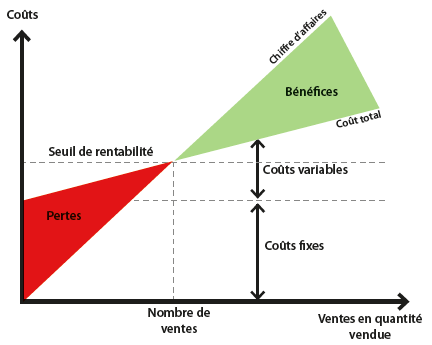 Coûts
Chiffre d'affaires
Bénéfices
Coût total
Seuil de rentabilité
Coûts variables
Pertes
Coûts fixes
Nombre de
ventes
Ventes en quantité
vendue